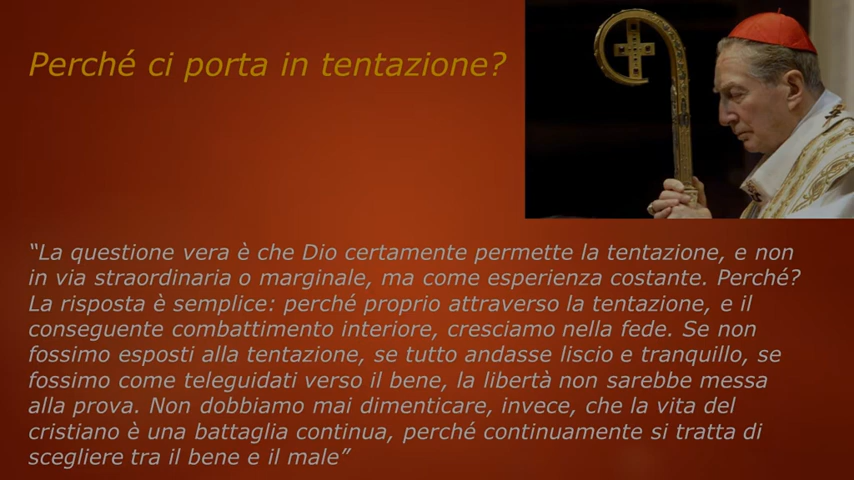 Perché ci porta in tentazione?
“La questione vera è che Dio certamente permette la tentazione, e non
in via straordinaria o marginale, ma come esperienza costante. Perché?
La risposta è semplice: perché proprio attraverso la tentazione, e il
conseguente combattimento interiore, cresciamo nella fede. Se non
fossimo esposti alla tentazione, se tutto andasse liscio e tranquillo, se
fossimo come teleguidati verso il bene, la libertà non sarebbe messa
alla prova. Non dobbiamo mai dimenticare, invece, che la vita del
cristiano è una battaglia continua, perché continuamente si tratta di
scegliere tra il bene e il male”